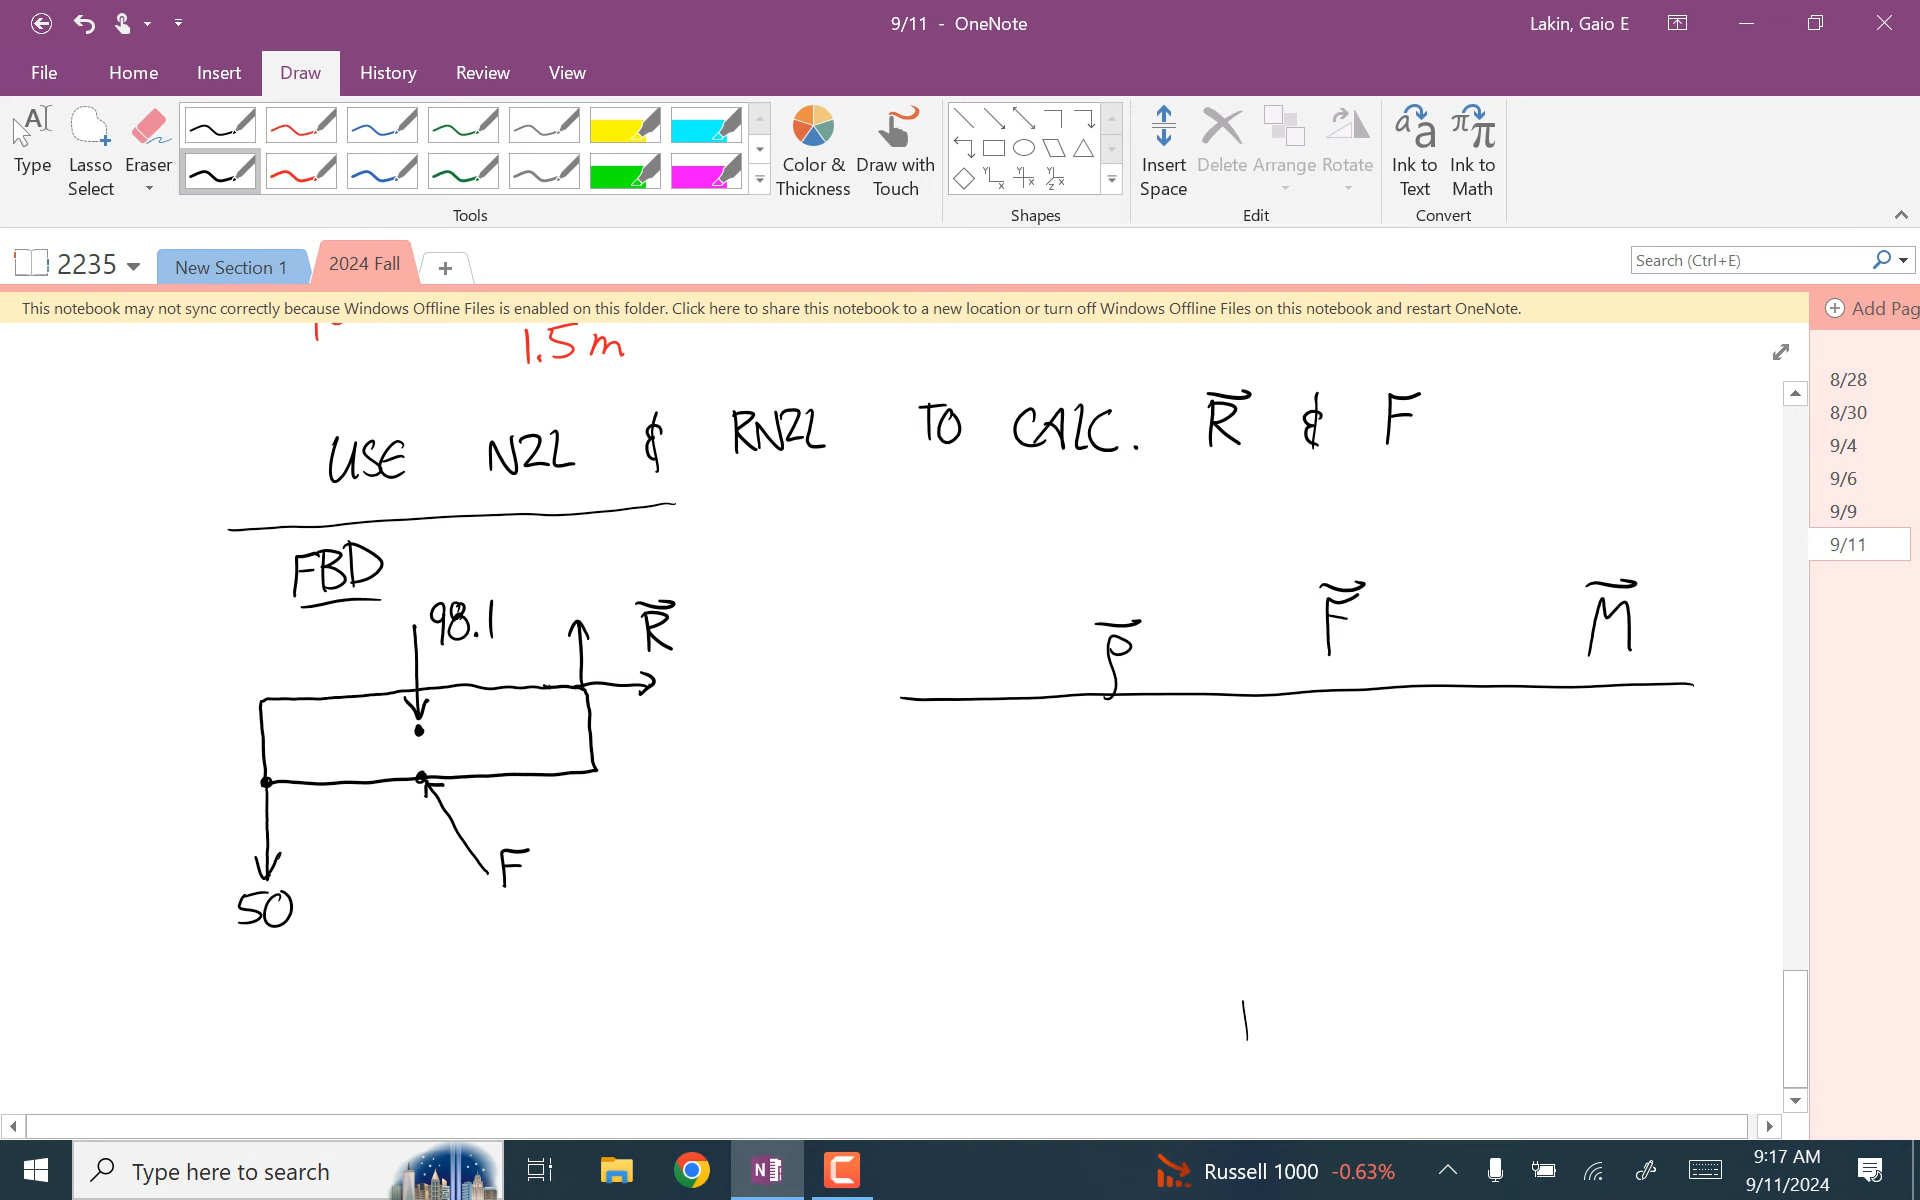 9/11 - OneNote
Lakin, Gaio E
File Home Insert Draw History Review View
Type
Lasso Select
Eraser
Color & Thickness
Draw with Touch
Insert Space
Delete
Arrange
Rotate
Ink to Text
Ink to Math
Tools
Shapes
Edit
Convert
2235
New Section 1
2024 Fall
Search (Ctrl+E)
This notebook may not sync correctly because Windows Offline Files is enabled on this folder. Click here to share this notebook to a new location or turn off Windows Offline Files on this notebook and restart OneNote.
Add Pag
8/28
8/30
9/4
9/6
9/9
9/11
1.5 m
USE N2L & RN2L TO CALC. R & F
FBD
98.1
R
F
50
ρ F M
Type here to search
Russell 1000 -0.63%
9:17 AM
9/11/2024